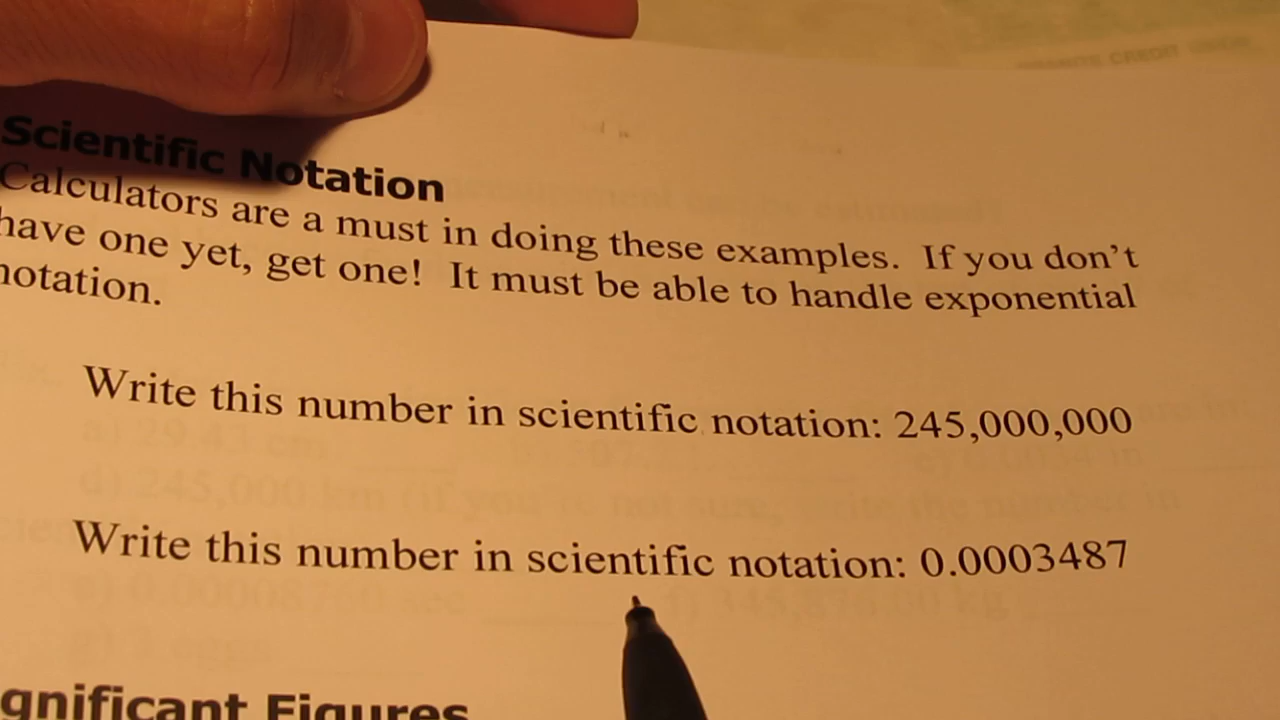 Scientific Notation
Calculators are a must in doing these examples. If you don't
have one yet, get one! It must be able to handle exponential
notation.
Write this number in scientific notation: 245,000,000
Write this number in scientific notation: 0.0003487
gnificant Figures